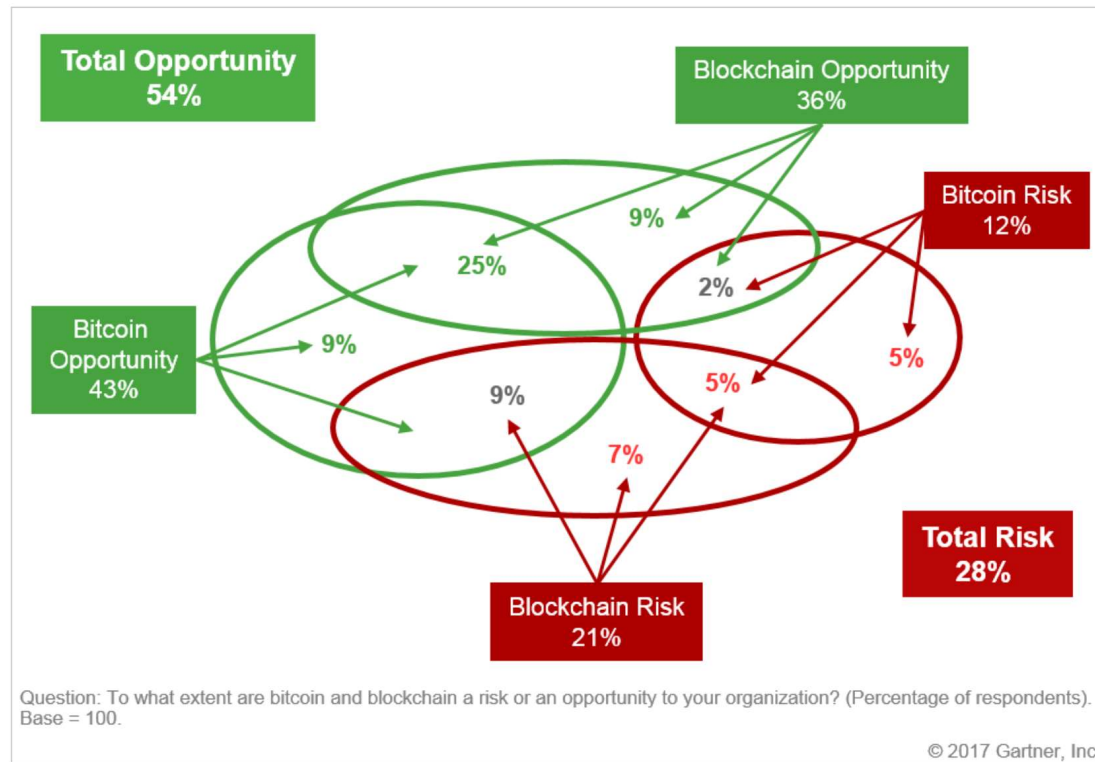 Total Opportunity
54%
Blockchain Opportunity
36%
Bitcoin Risk
12%
9%
25%
2%
Bitcoin
Opportunity
43%
9%
5%
5%
9%
7%
Total Risk
28%
Blockchain Risk
21%
Question: To what extent are bitcoin and blockchain a risk or an opportunity to your organization? (Percentage of respondents).
Base = 100.
© 2017 Gartner, Inc